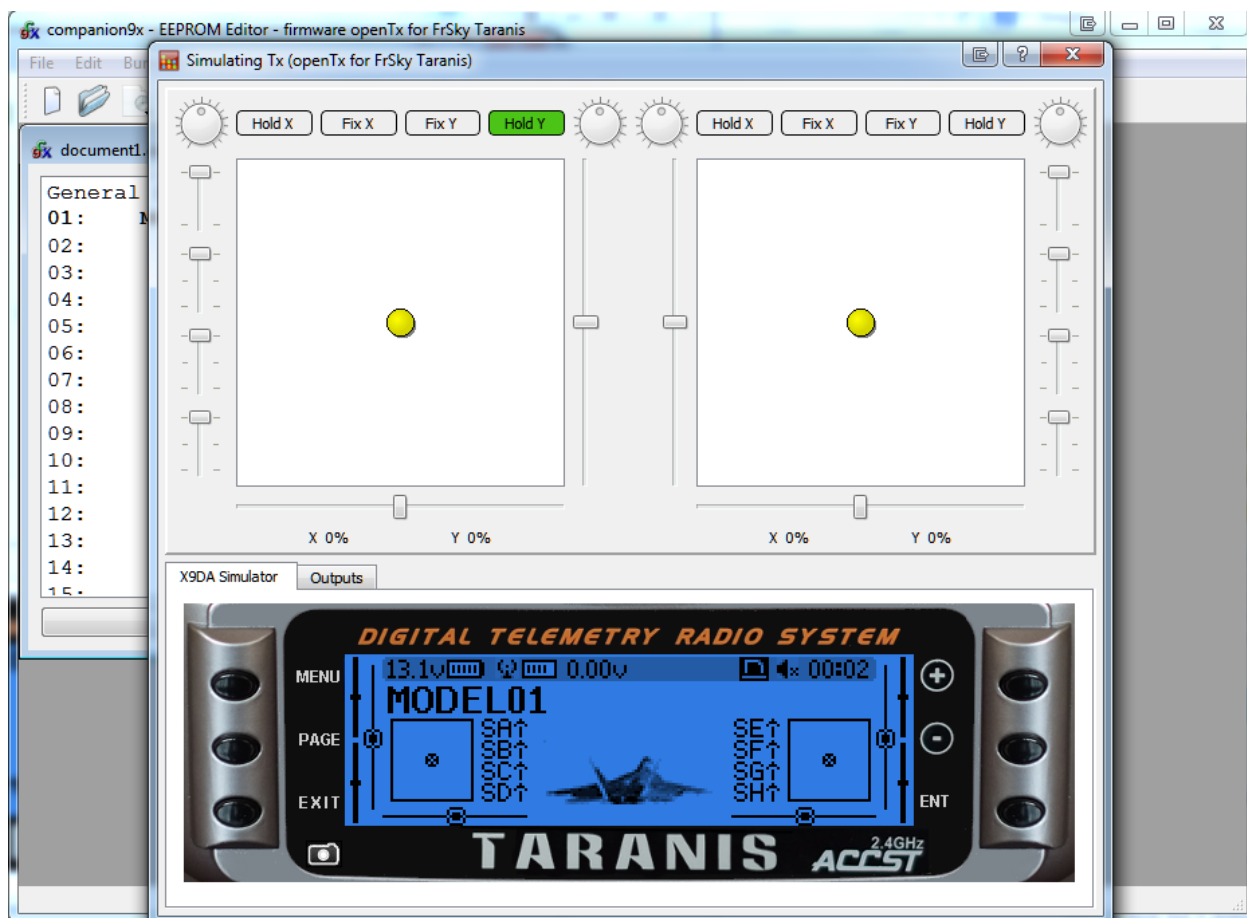 companion9x - EEPROM Editor - firmware openTx for FrSky Taranis
File Edit
Simulating Tx (openTx for FrSky Taranis)
document1.
General
01:
02:
03:
04:
05:
06:
07:
08:
09:
10:
11:
12:
13:
14:
15:
Hold X Fix X Fix Y Hold Y Hold X Fix X Fix Y Hold Y
X 0% Y 0% X 0% Y 0%
X9DA Simulator Outputs
DIGITAL TELEMETRY RADIO SYSTEM
MENU
PAGE
EXIT
13.1v 0.00v 00:02
MODEL01
SA↑ SE↑
SB↑ SF↑
SC↑ SG↑
SD↑ SH↑
+
-
ENT
TARANIS ACCST 2.4GHz